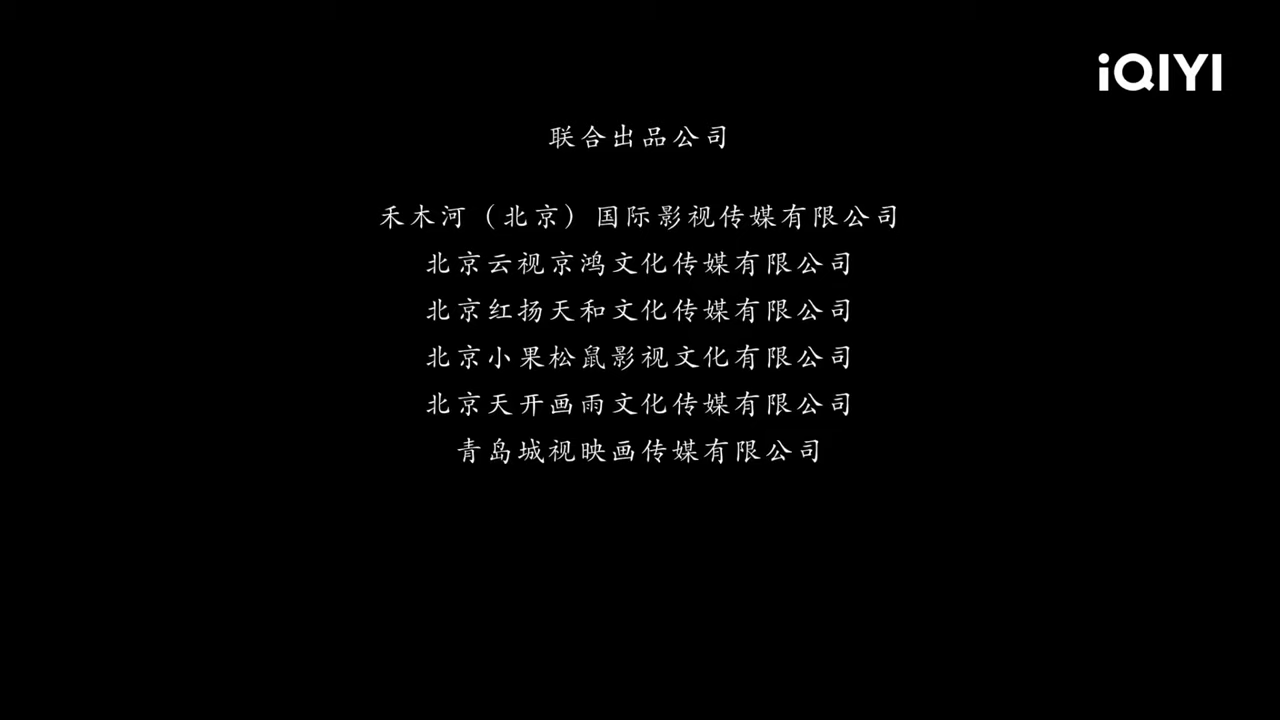 iQIYI
联合出品公司
禾木河（北京）国际影视传媒有限公司
北京云视京鸿文化传媒有限公司
北京红扬天和文化传媒有限公司
北京小果松鼠影视文化有限公司
北京天开画雨文化传媒有限公司
青岛城视映画传媒有限公司